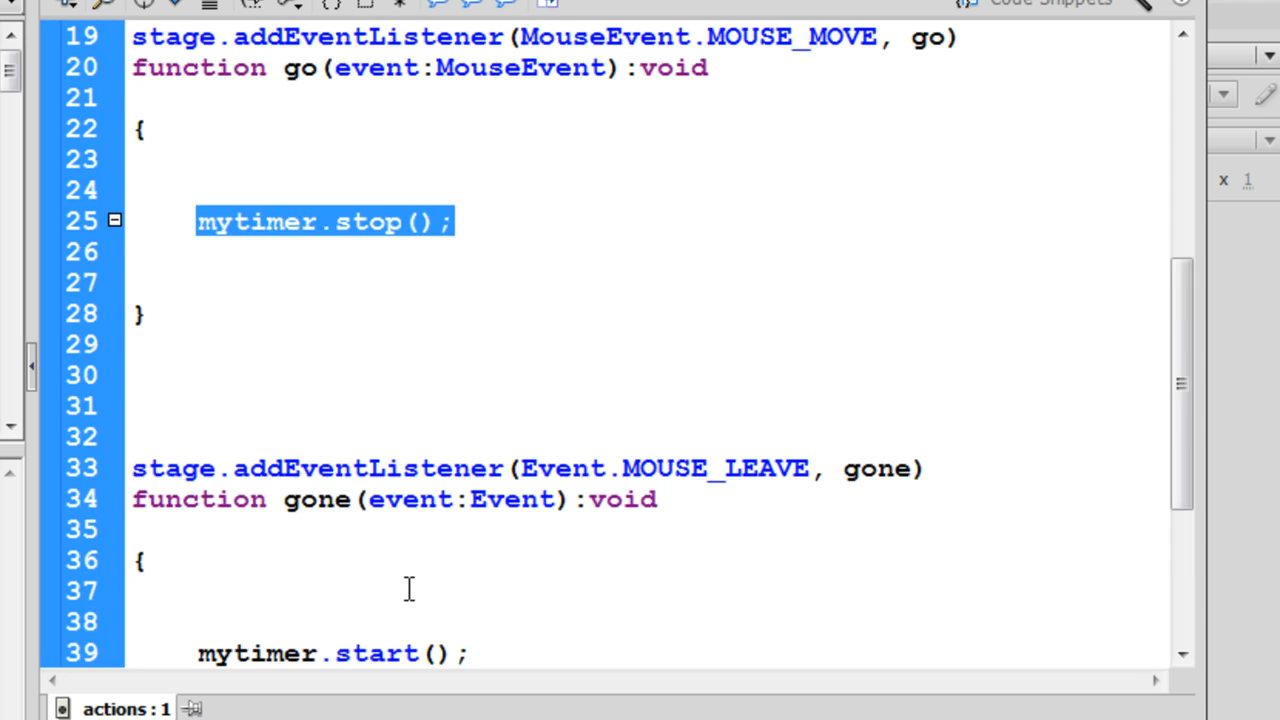 Code Snippets
19 stage.addEventListener(MouseEvent.MOUSE_MOVE, go)
20 function go(event:MouseEvent):void
21
22 {
23
24
25 mytimer.stop();
26
27
28 }
29
30
31
32
33 stage.addEventListener(Event.MOUSE_LEAVE, gone)
34 function gone(event:Event):void
35
36 {
37
38
39 mytimer.start();
x 1
actions:1